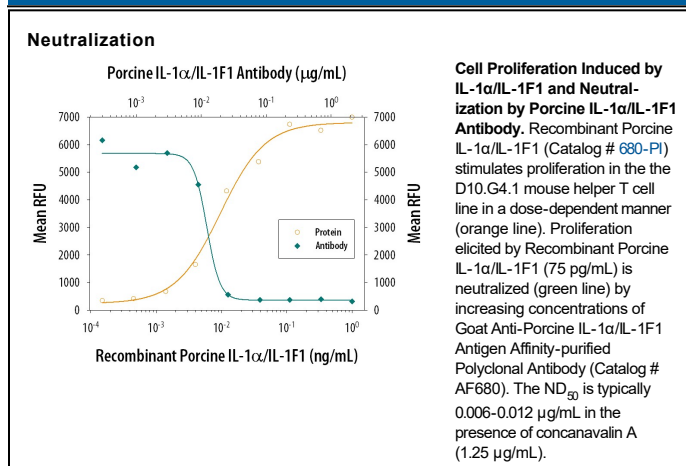 Neutralization
Porcine IL-1α/IL-1F1 Antibody (μg/mL)
10⁻³ 10⁻² 10⁻¹ 10⁰
7000 7000
6000 6000
5000 5000
4000 4000
3000 3000
2000 2000
1000 1000
0 0
Mean RFU
Mean RFU
Protein
Antibody
10⁻⁴ 10⁻³ 10⁻² 10⁻¹ 10⁰
Recombinant Porcine IL-1α/IL-1F1 (ng/mL)
Cell Proliferation Induced by
IL-1α/IL-1F1 and Neutral-
ization by Porcine IL-1α/IL-1F1
Antibody. Recombinant Porcine
IL-1α/IL-1F1 (Catalog # 680-PI)
stimulates proliferation in the the
D10.G4.1 mouse helper T cell
line in a dose-dependent manner
(orange line). Proliferation
elicited by Recombinant Porcine
IL-1α/IL-1F1 (75 pg/mL) is
neutralized (green line) by
increasing concentrations of
Goat Anti-Porcine IL-1α/IL-1F1
Antigen Affinity-purified
Polyclonal Antibody (Catalog #
AF680). The ND₅₀ is typically
0.006-0.012 μg/mL in the
presence of concanavalin A
(1.25 μg/mL).